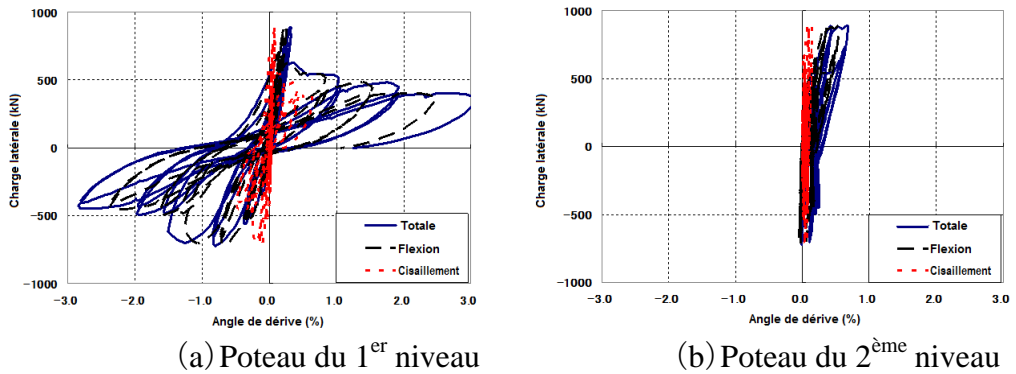 1000
500
0
−500
−1000
Charge latérale (kN)
−3.0 −2.0 −1.0 0.0 1.0 2.0 3.0
Angle de dérive (%)
Totale
Flexion
Cisaillement
(a) Poteau du 1er niveau
1000
500
0
−500
−1000
Charge latérale (kN)
−3.0 −2.0 −1.0 0.0 1.0 2.0 3.0
Angle de dérive (%)
Totale
Flexion
Cisaillement
(b) Poteau du 2ème niveau